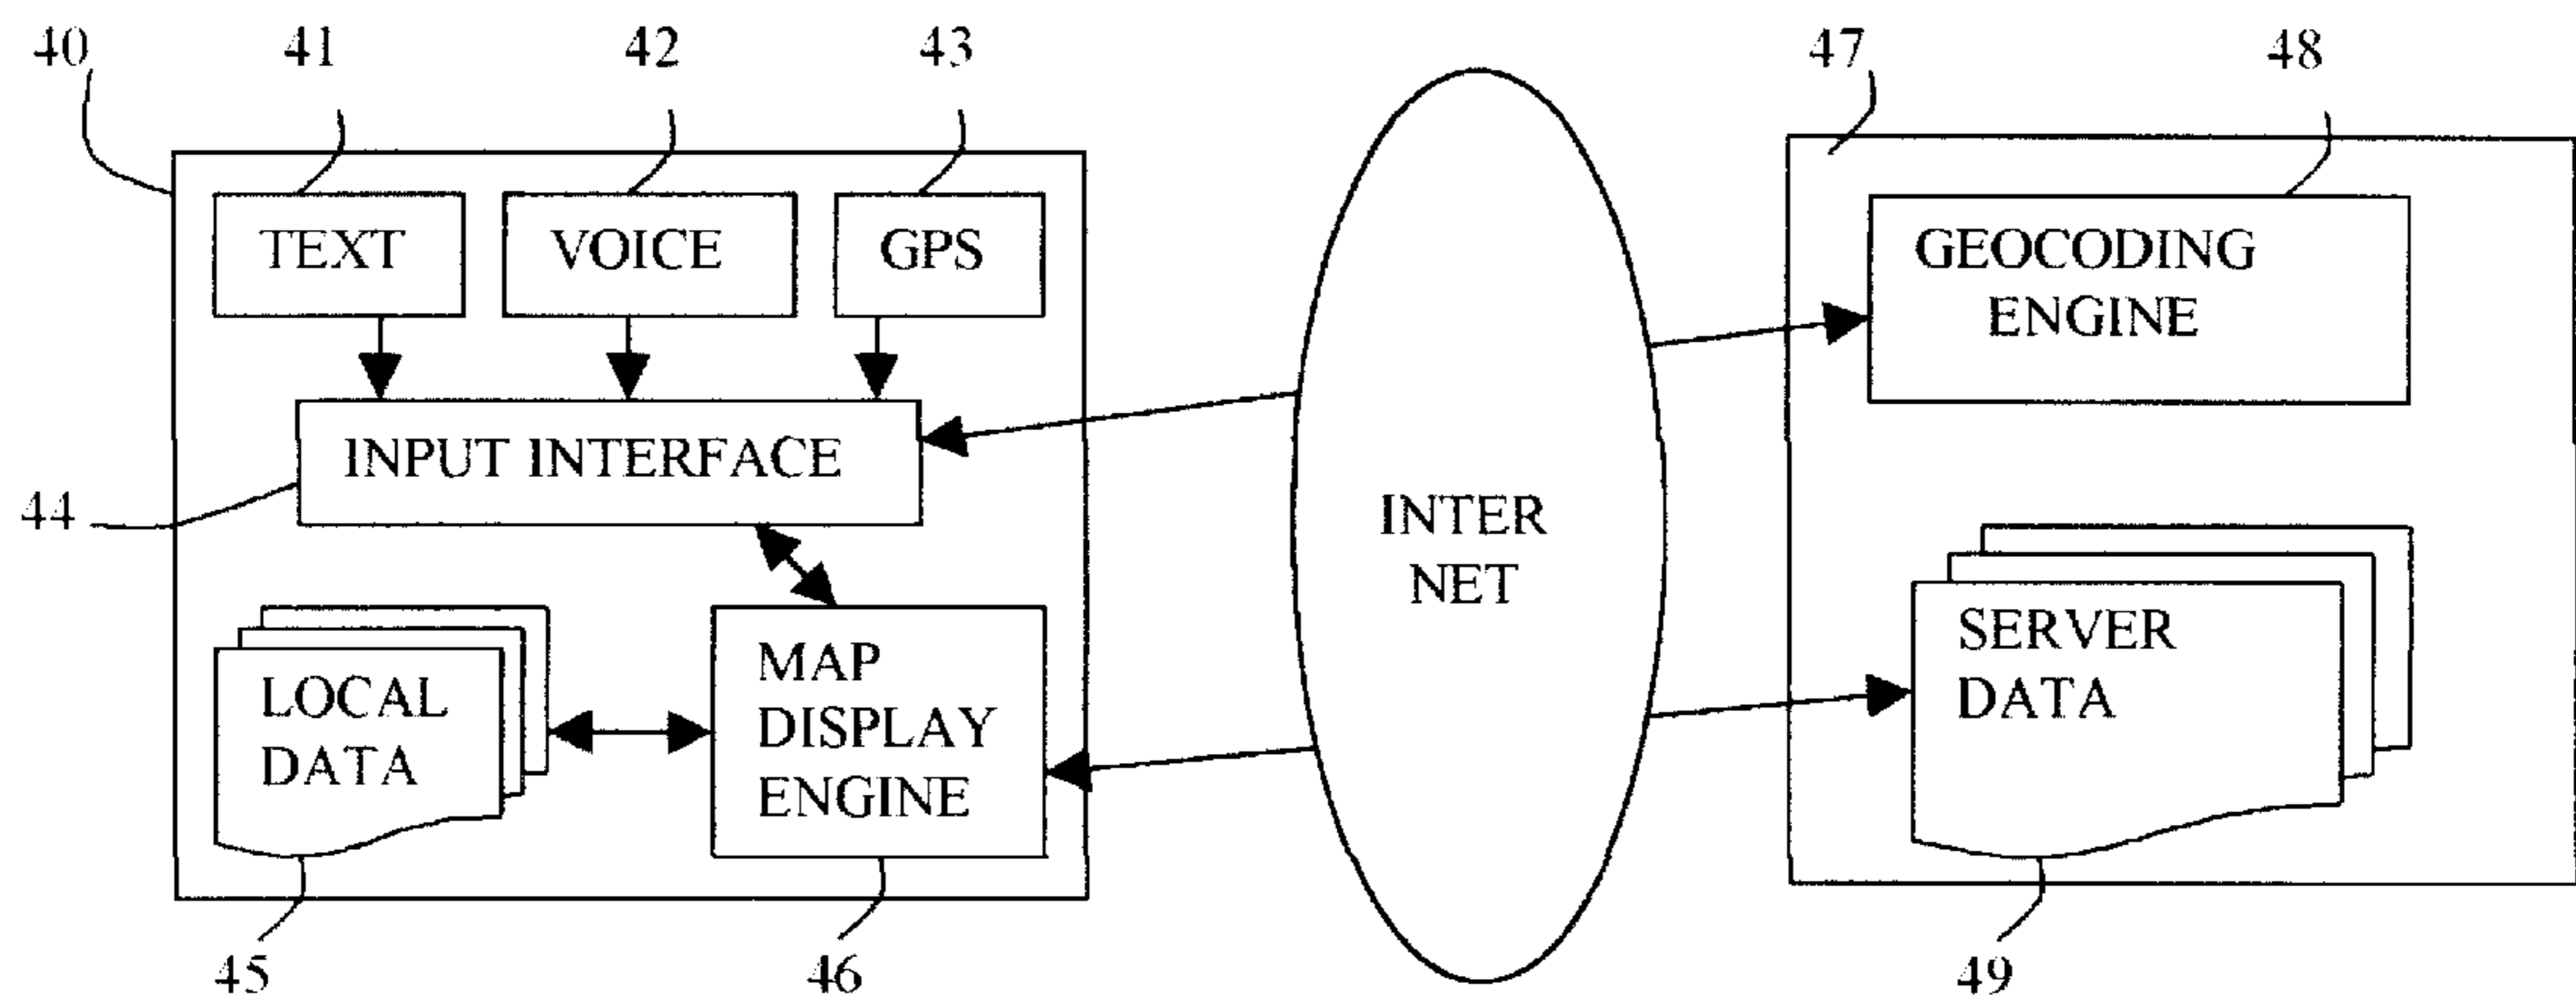 40
41
42
43
47
48
TEXT
VOICE
GPS
GEOCODING
ENGINE
INPUT INTERFACE
44
INTER
NET
LOCAL
DATA
MAP
DISPLAY
ENGINE
SERVER
DATA
45
46
49